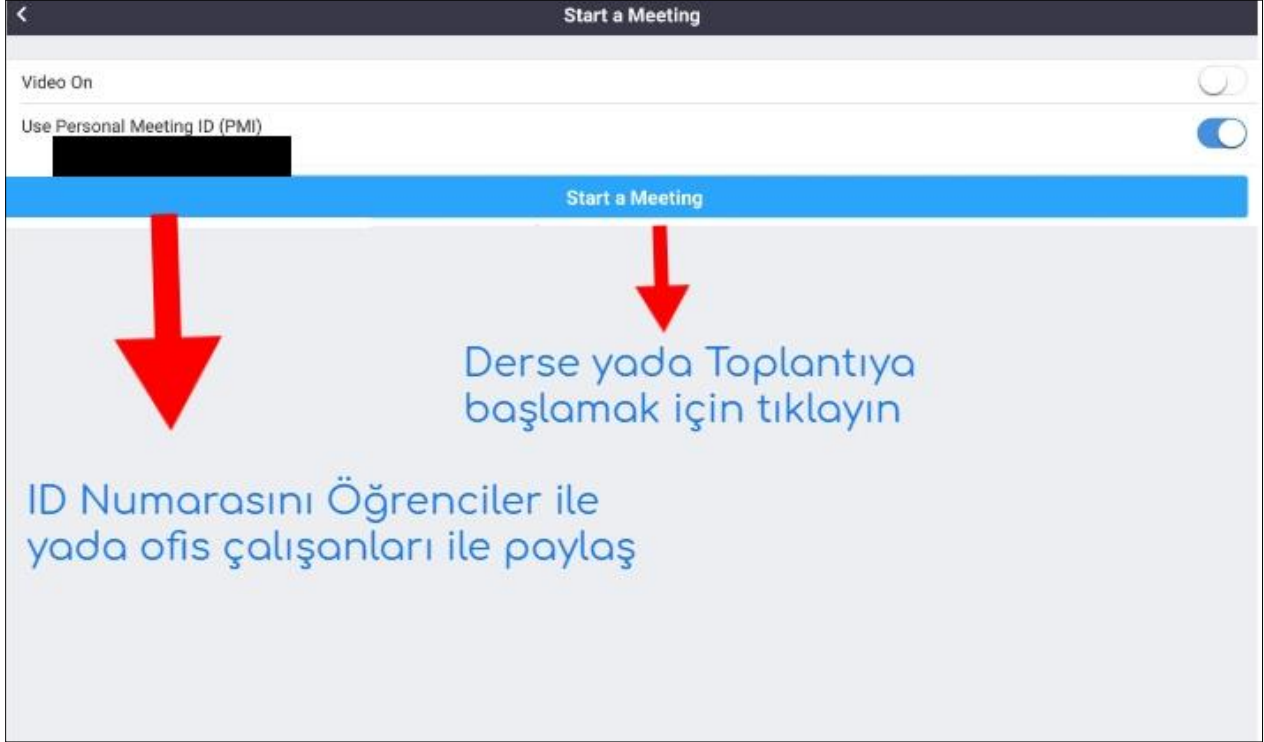 Start a Meeting
Video On
Use Personal Meeting ID (PMI)
Start a Meeting
Derse yada Toplantıya
başlamak için tıklayın
ID Numarasını Öğrenciler ile
yada ofis çalışanları ile paylaş